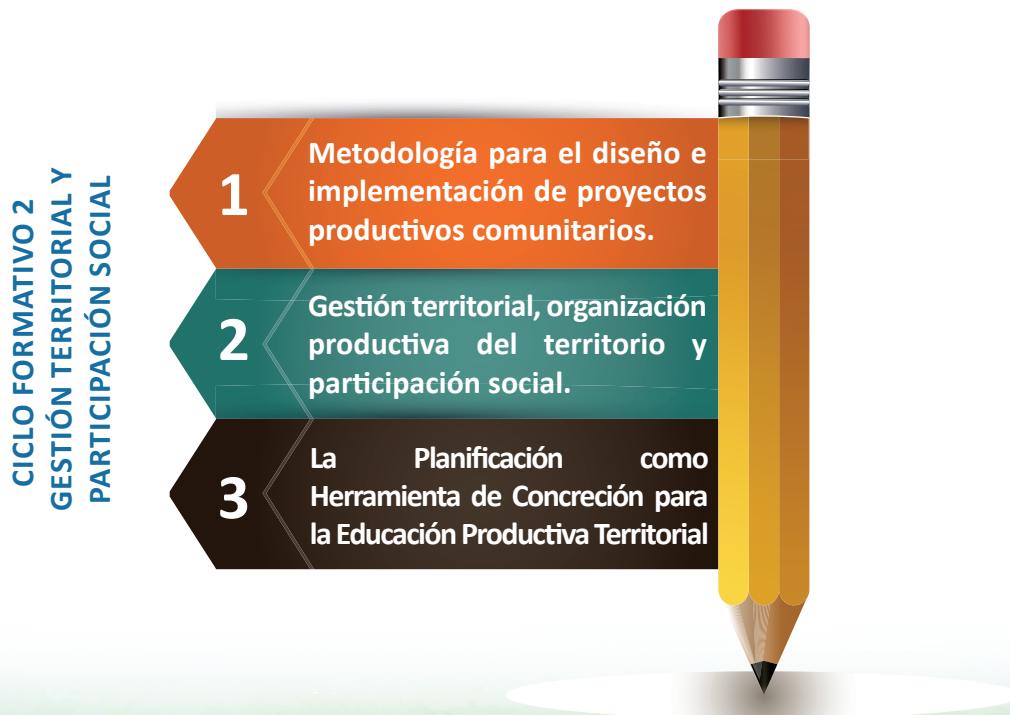 CICLO FORMATIVO 2
GESTIÓN TERRITORIAL Y
PARTICIPACIÓN SOCIAL
1
Metodología para el diseño e
implementación de proyectos
productivos comunitarios.
2
Gestión territorial, organización
productiva del territorio y
participación social.
3
La Planificación como
Herramienta de Concreción para
la Educación Productiva Territorial